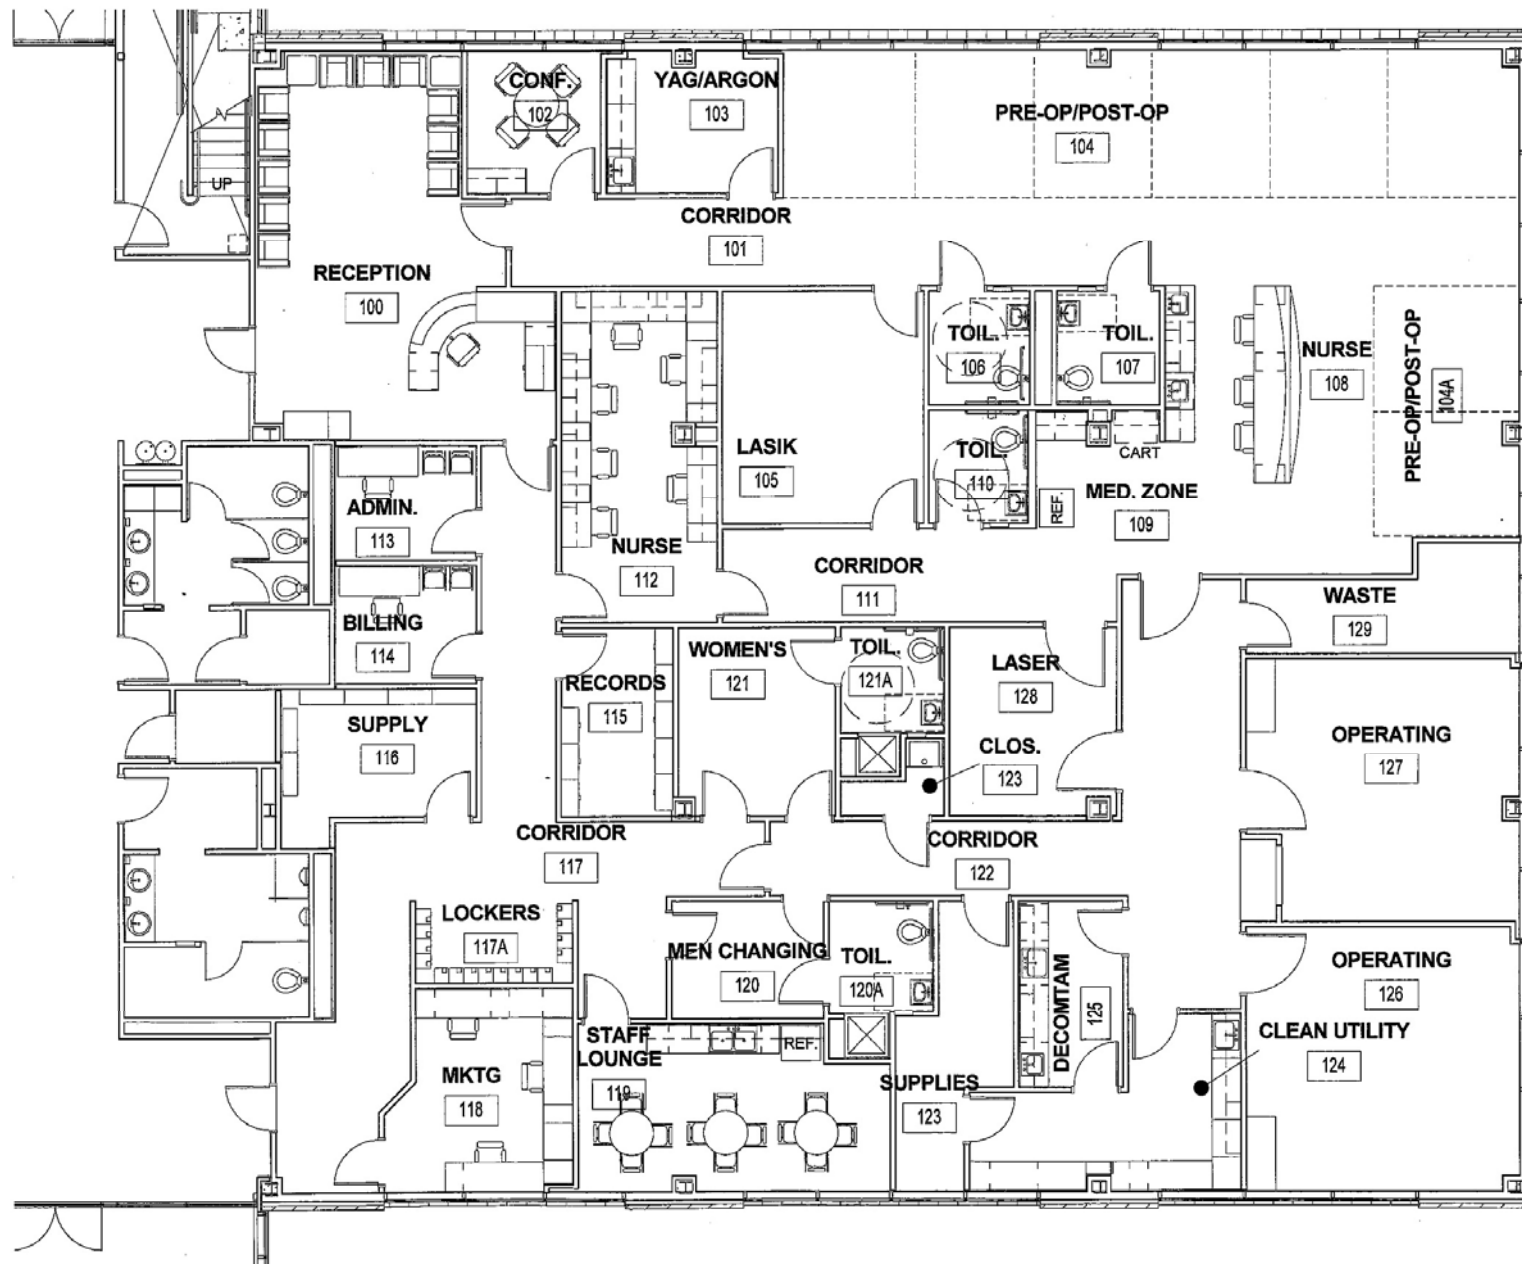 CONF.
102
YAG/ARGON
103
PRE-OP/POST-OP
104
UP
CORRIDOR
101
RECEPTION
100
TOIL.
106
TOIL.
107
NURSE
108
PRE-OP/POST-OP
104A
LASIK
105
TOIL.
110
CART
REF.
MED. ZONE
109
ADMIN.
113
NURSE
112
CORRIDOR
111
BILLING
114
WASTE
129
RECORDS
115
WOMEN'S
121
TOIL.
121A
LASER
128
SUPPLY
116
CLOS.
123
OPERATING
127
CORRIDOR
117
CORRIDOR
122
LOCKERS
117A
MEN CHANGING
120
TOIL.
120A
DECOMTAM
125
OPERATING
126
STAFF
LOUNGE
119
REF.
CLEAN UTILITY
124
MKTG
118
SUPPLIES
123